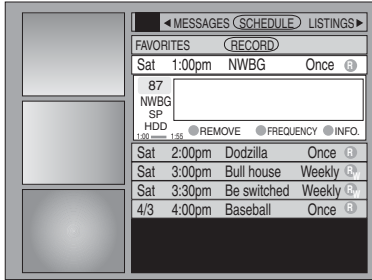 ◄MESSAGES SCHEDULE LISTINGS►
FAVORITES RECORD
Sat 1:00pm NWBG Once R
87
NWBG
SP
HDD
1:00 1:55 REMOVE FREQUENCY INFO.
Sat 2:00pm Dodzilla Once R
Sat 3:00pm Bull house Weekly R W
Sat 3:30pm Be switched Weekly R W
4/3 4:00pm Baseball Once R